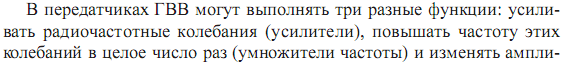 В передатчиках ГВВ могут выполнять три разные функции: усили-
вать радиочастотные колебания (усилители), повышать частоту этих
колебаний в целое число раз (умножители частоты) и изменять ампли-